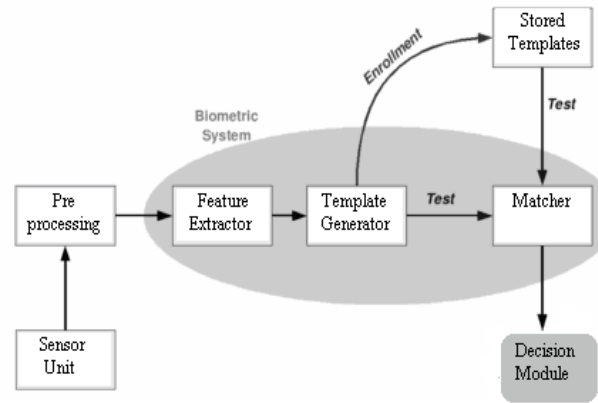 Stored
Templates
Enrollment
Test
Biometric
System
Pre
processing
Feature
Extractor
Template
Generator
Test
Matcher
Sensor
Unit
Decision
Module